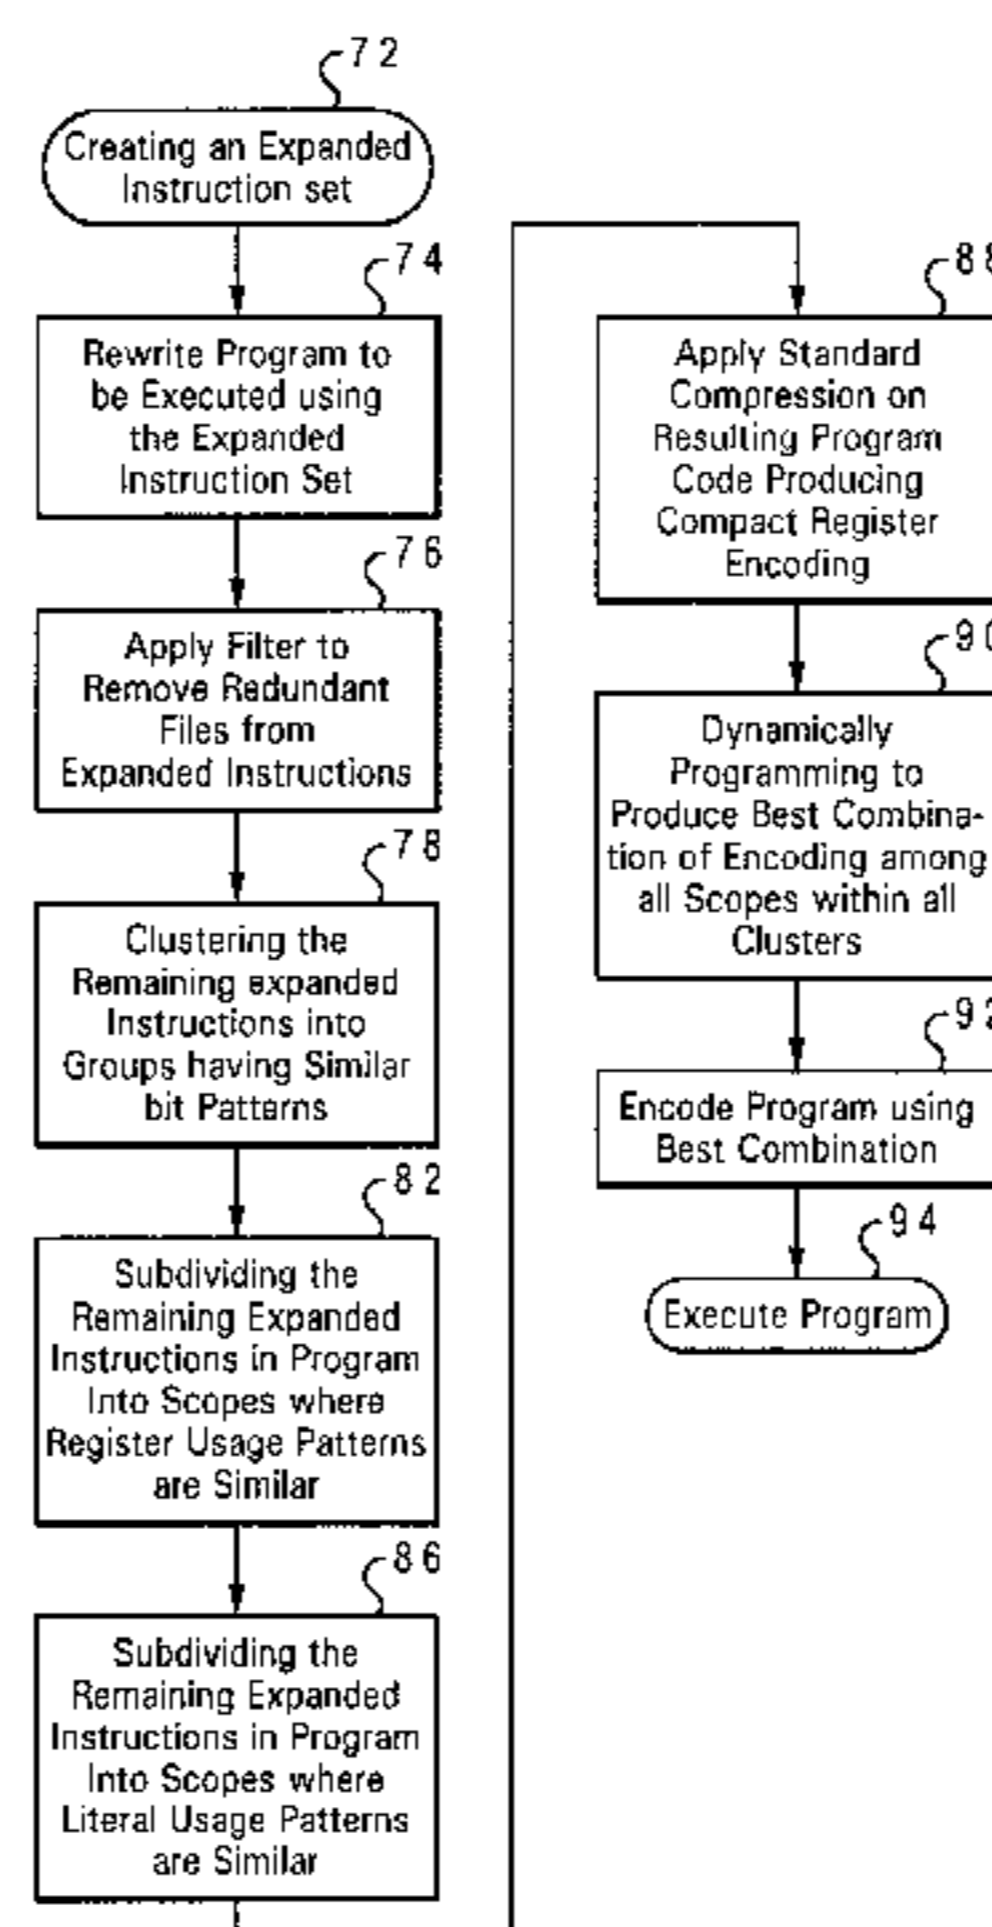 72
Creating an Expanded
Instruction set
74
Rewrite Program to
be Executed using
the Expanded
Instruction Set
76
Apply Filter to
Remove Redundant
Files from
Expanded Instructions
78
Clustering the
Remaining expanded
Instructions into
Groups having Similar
bit Patterns
82
Subdividing the
Remaining Expanded
Instructions in Program
Into Scopes where
Register Usage Patterns
are Similar
86
Subdividing the
Remaining Expanded
Instructions in Program
Into Scopes where
Literal Usage Patterns
are Similar
88
Apply Standard
Compression on
Resulting Program
Code Producing
Compact Register
Encoding
90
Dynamically
Programming to
Produce Best Combina-
tion of Encoding among
all Scopes within all
Clusters
92
Encode Program using
Best Combination
94
Execute Program